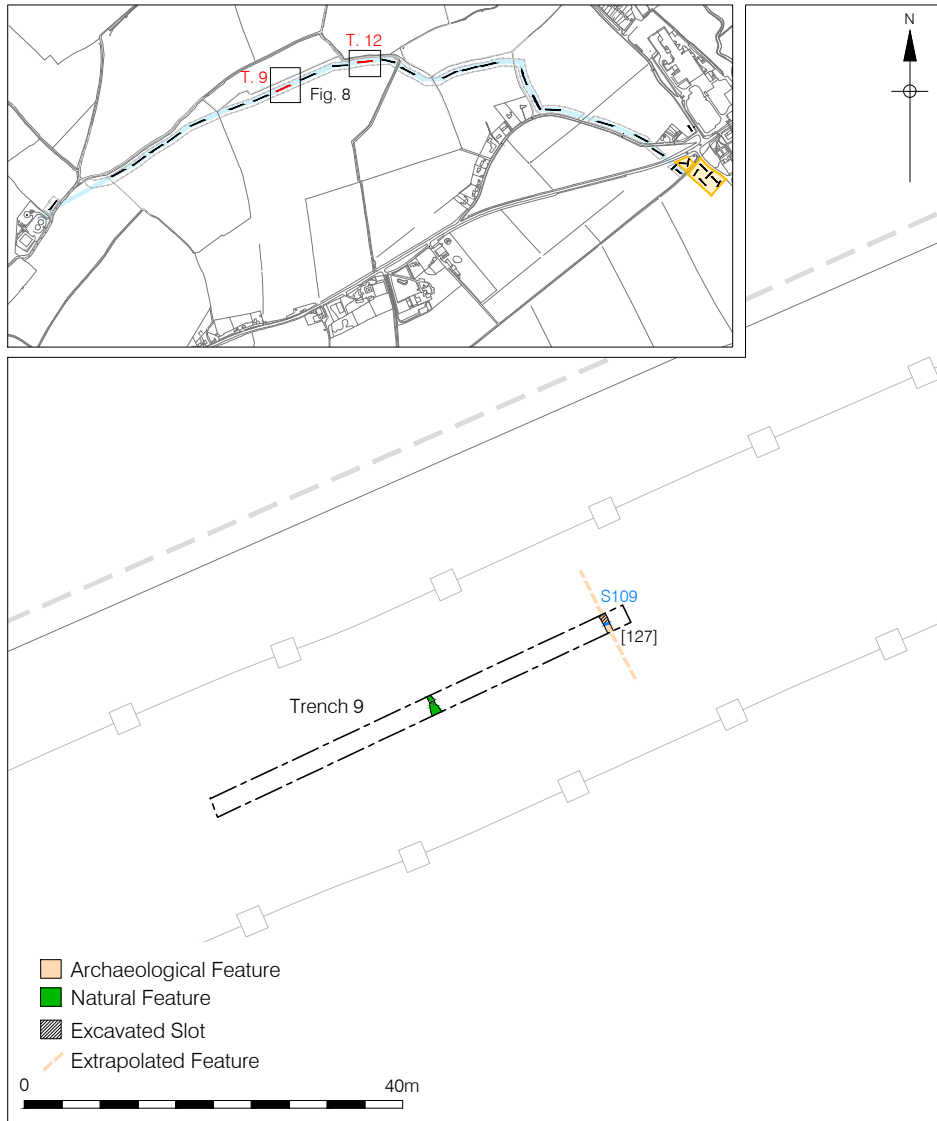 T. 12
T. 9
Fig. 8
N
S109
[127]
Trench 9
Archaeological Feature
Natural Feature
Excavated Slot
Extrapolated Feature
0
40m